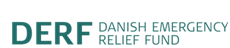 DERF DANISH EMERGENCY
RELIEF FUND